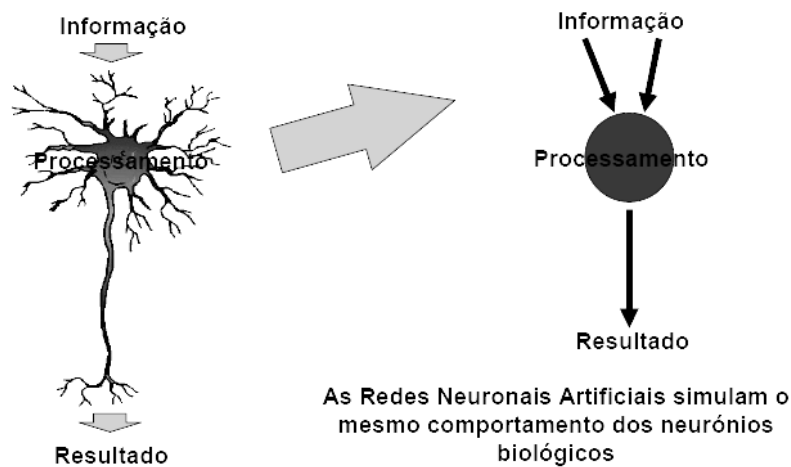 Informação
Processamento
Resultado
Informação
Processamento
Resultado
As Redes Neuronais Artificiais simulam o
mesmo comportamento dos neurónios
biológicos